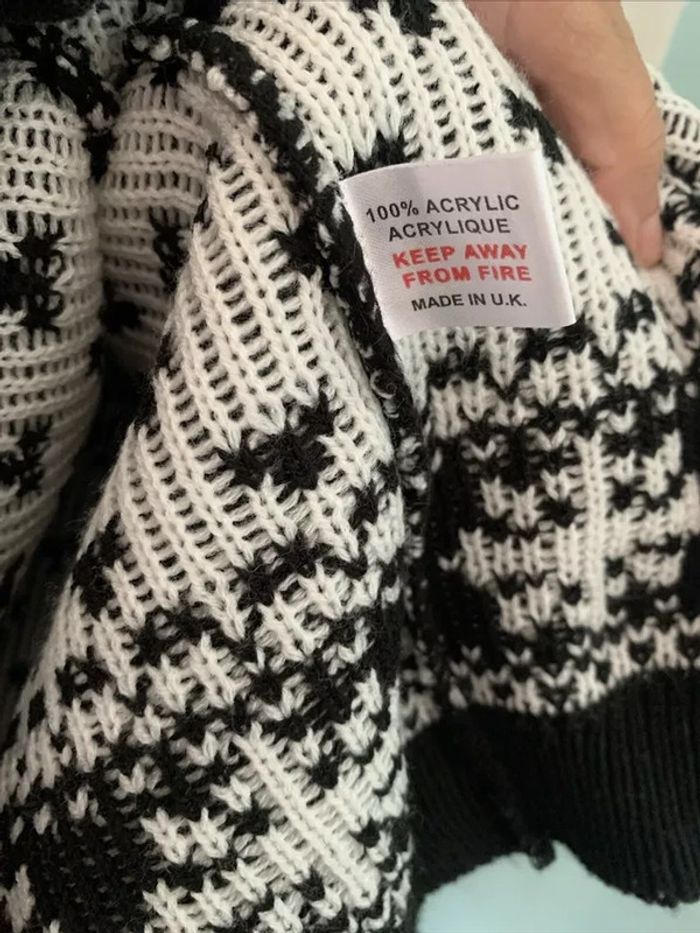 100% ACRYLIC
ACRYLIQUE
KEEP AWAY
FROM FIRE
MADE IN U.K.